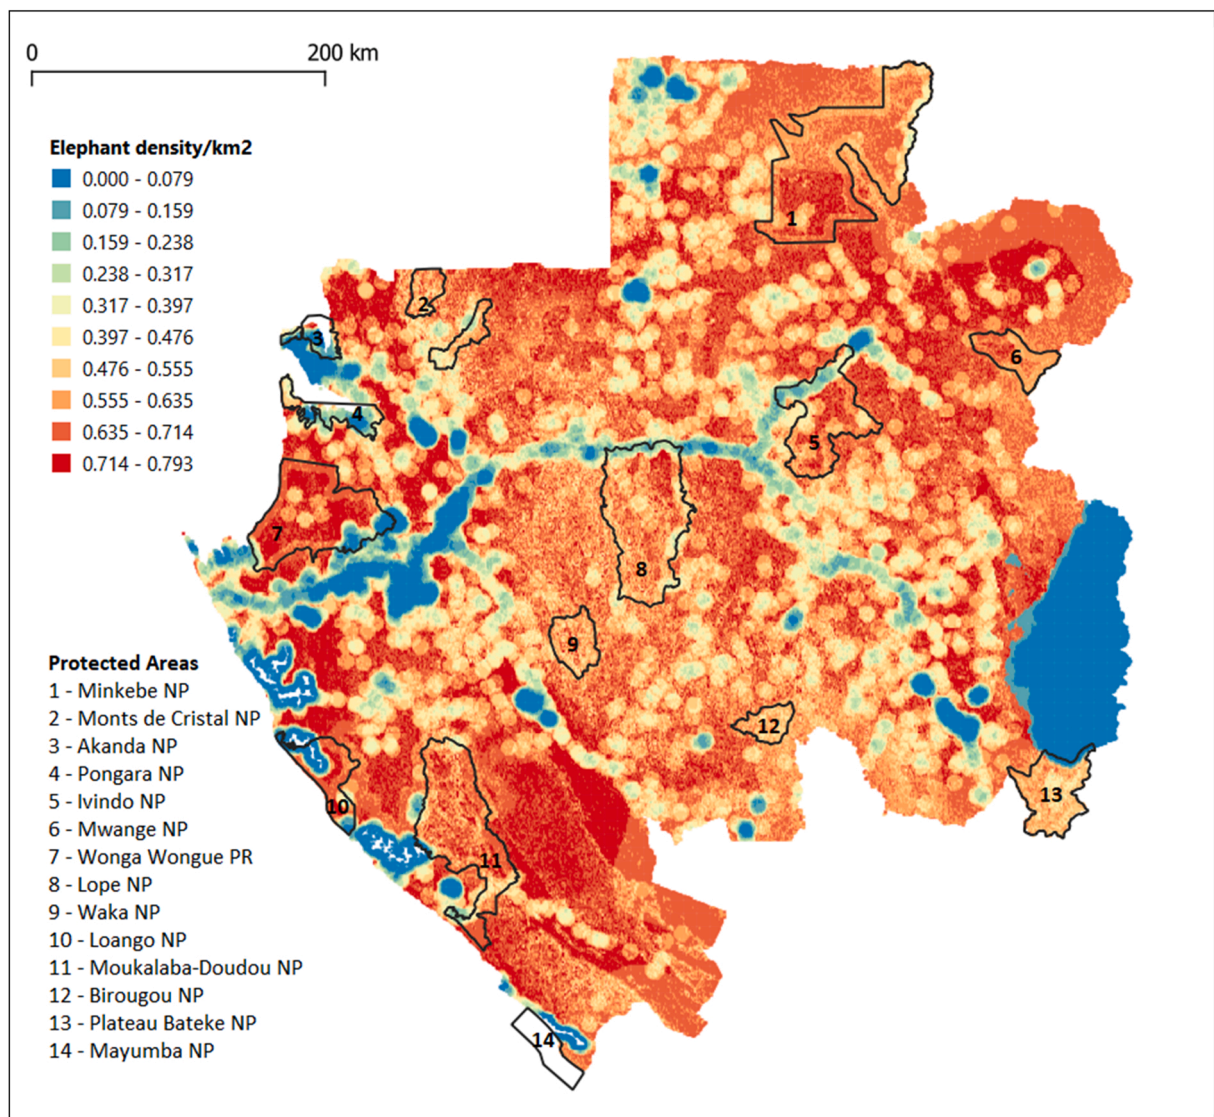 0 200 km
Elephant density/km2
0.000 - 0.079
0.079 - 0.159
0.159 - 0.238
0.238 - 0.317
0.317 - 0.397
0.397 - 0.476
0.476 - 0.555
0.555 - 0.635
0.635 - 0.714
0.714 - 0.793
1
2
3
6
4
5
7
8
9
12
13
10
11
14
Protected Areas
1 - Minkebe NP
2 - Monts de Cristal NP
3 - Akanda NP
4 - Pongara NP
5 - Ivindo NP
6 - Mwange NP
7 - Wonga Wongue PR
8 - Lope NP
9 - Waka NP
10 - Loango NP
11 - Moukalaba-Doudou NP
12 - Birougou NP
13 - Plateau Bateke NP
14 - Mayumba NP